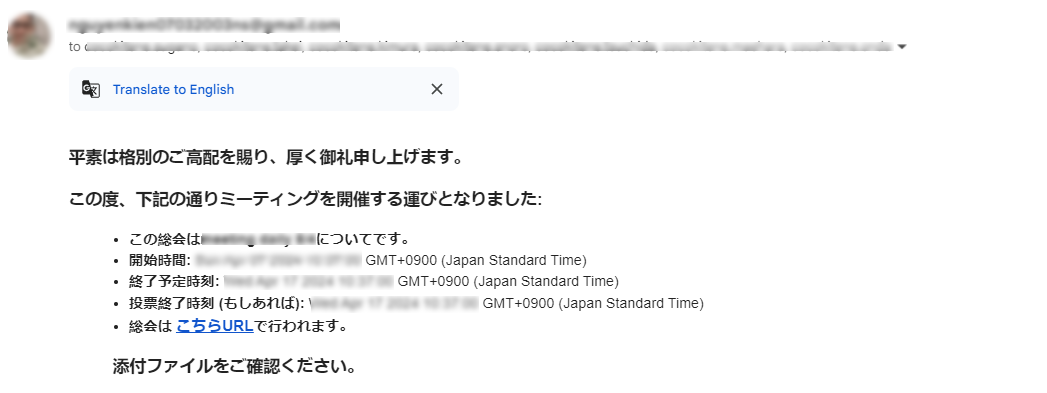 to
Translate to English
平素は格別のご高配を賜り、厚く御礼申し上げます。
この度、下記の通りミーティングを開催する運びとなりました:
この総会は についてです。
開始時間: GMT+0900 (Japan Standard Time)
終了予定時刻: GMT+0900 (Japan Standard Time)
投票終了時刻 (もしあれば): GMT+0900 (Japan Standard Time)
総会は こちらURLで行われます。
添付ファイルをご確認ください。